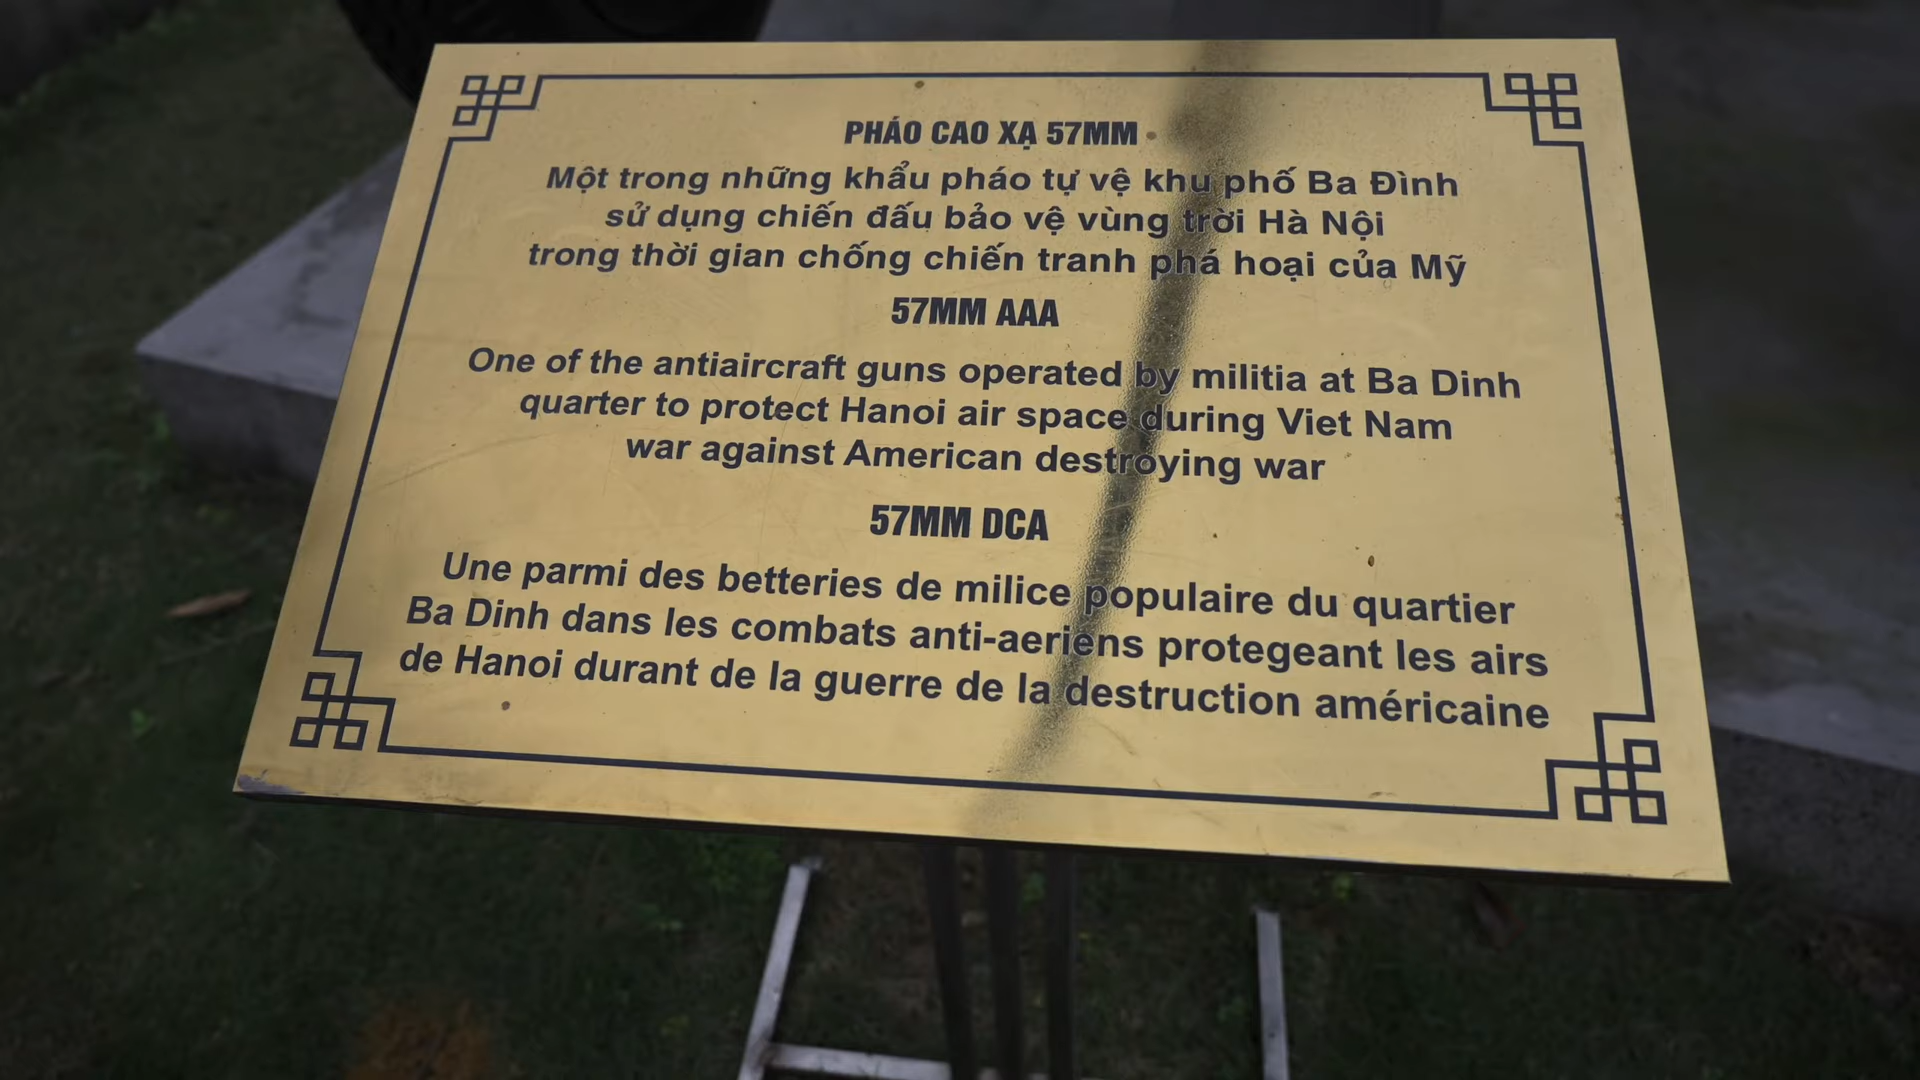 PHÁO CAO XẠ 57MM
Một trong những khẩu pháo tự vệ khu phố Ba Đình
sử dụng chiến đấu bảo vệ vùng trời Hà Nội
trong thời gian chống chiến tranh phá hoại của Mỹ
57MM AAA
One of the antiaircraft guns operated by militia at Ba Dinh
quarter to protect Hanoi air space during Viet Nam
war against American destroying war
57MM DCA
Une parmi des betteries de milice populaire du quartier
Ba Dinh dans les combats anti-aeriens protegeant les airs
de Hanoi durant de la guerre de la destruction américaine